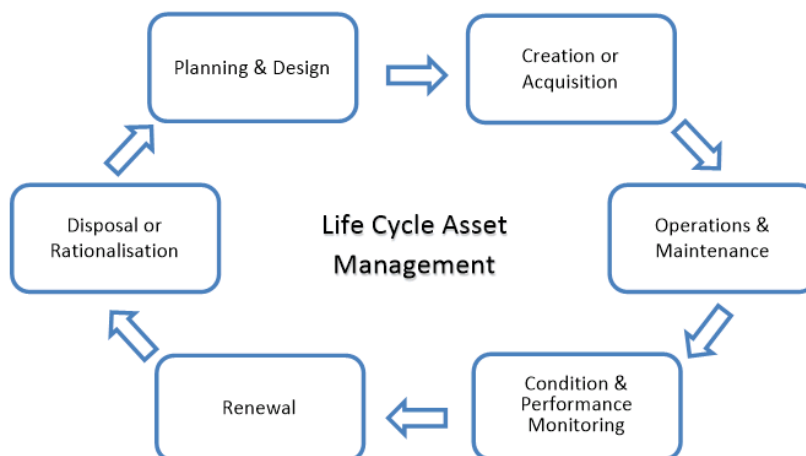 Planning & Design
Creation or
Acquisition
Disposal or
Rationalisation
Life Cycle Asset
Management
Operations &
Maintenance
Renewal
Condition &
Performance
Monitoring